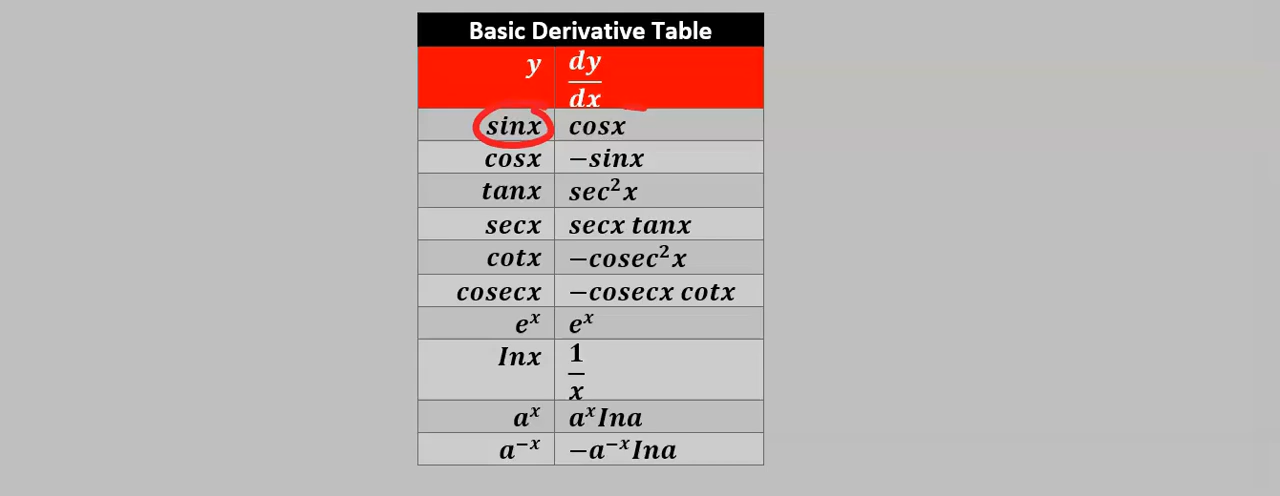 Basic Derivative Table
y dy/dx
sinx cosx
cosx −sinx
tanx sec²x
secx secx tanx
cotx −cosec²x
cosecx −cosecx cotx
eˣ eˣ
Inx 1/x
aˣ aˣIna
a⁻ˣ −a⁻ˣIna